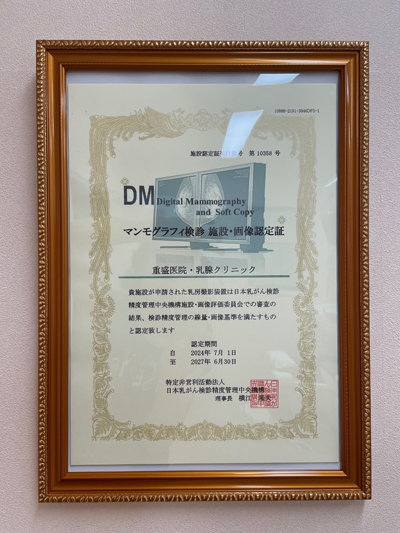 施設認定証 第 10358 号
DM Digital Mammography
and Soft Copy
マンモグラフィ検診 施設・画像認定証
重盛医院・乳腺クリニック
貴施設が申請された乳房撮影装置は日本乳がん検診
精度管理中央機構施設・画像評価委員会での審査の
結果、検診精度管理の線量・画像基準を満たすもの
と認定致します
認定期間
自 2024年 7月 1日
至 2027年 6月30日
特定非営利活動法人
日本乳がん検診精度管理中央機構
理事長 横江